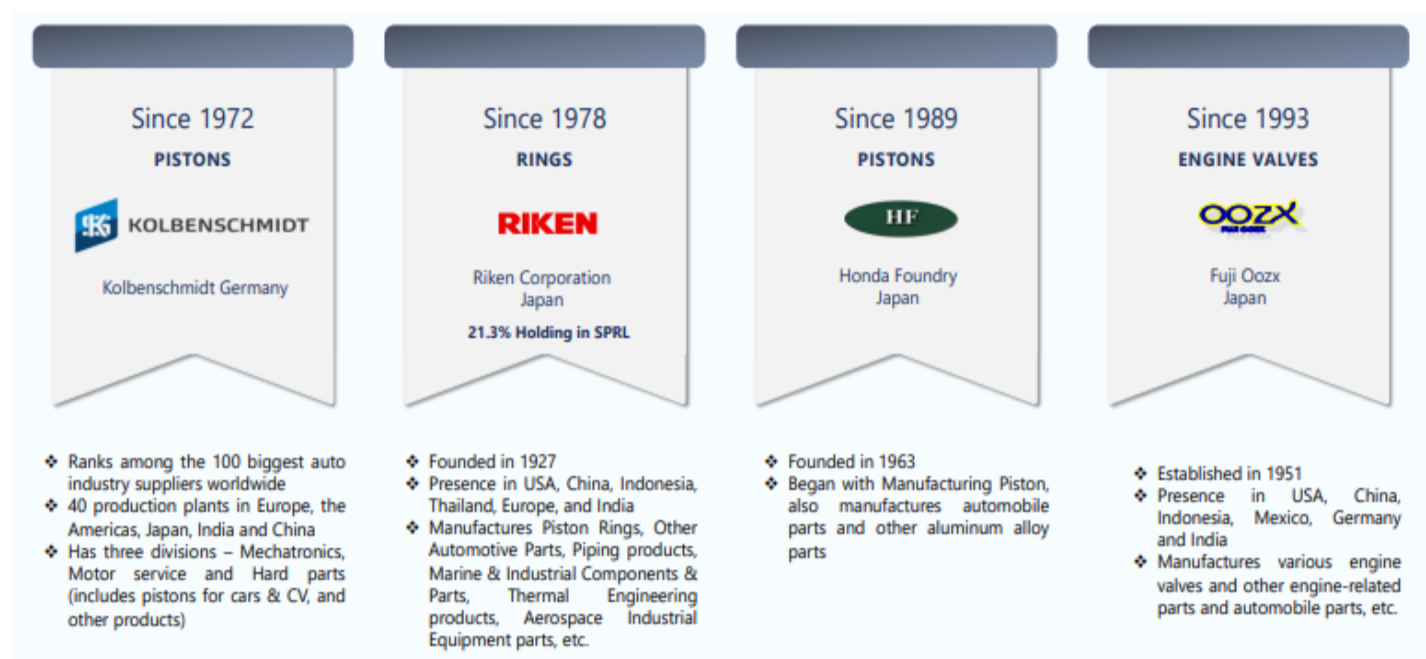 Since 1972
PISTONS
KS KOLBENSCHMIDT
Kolbenschmidt Germany
Since 1978
RINGS
RIKEN
Riken Corporation
Japan
21.3% Holding in SPRL
Since 1989
PISTONS
HF
Honda Foundry
Japan
Since 1993
ENGINE VALVES
OOZX
FUJI OOZX
Fuji Oozx
Japan
❖ Ranks among the 100 biggest auto
industry suppliers worldwide
❖ 40 production plants in Europe, the
Americas, Japan, India and China
❖ Has three divisions – Mechatronics,
Motor service and Hard parts
(includes pistons for cars & CV, and
other products)
❖ Founded in 1927
❖ Presence in USA, China, Indonesia,
Thailand, Europe, and India
❖ Manufactures Piston Rings, Other
Automotive Parts, Piping products,
Marine & Industrial Components &
Parts, Thermal Engineering
products, Aerospace Industrial
Equipment parts, etc.
❖ Founded in 1963
❖ Began with Manufacturing Piston,
also manufactures automobile
parts and other aluminum alloy
parts
❖ Established in 1951
❖ Presence in USA, China,
Indonesia, Mexico, Germany
and India
❖ Manufactures various engine
valves and other engine-related
parts and automobile parts, etc.